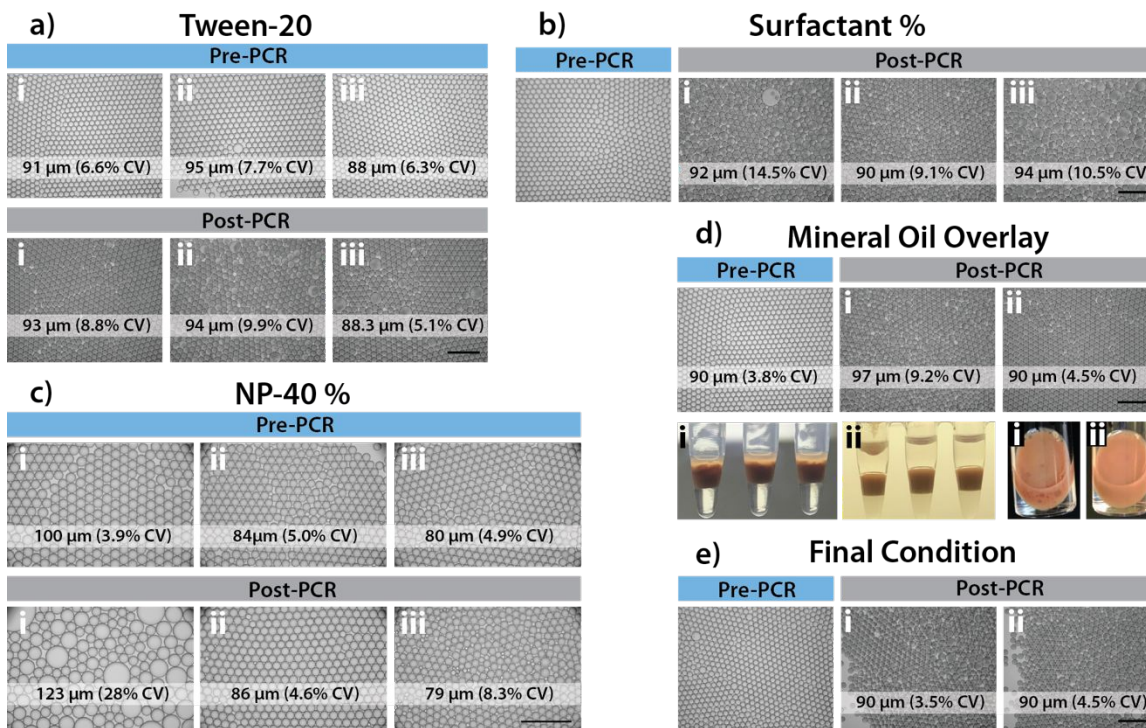 a)
Tween-20
Pre-PCR
i
ii
iii
91 μm (6.6% CV)
95 μm (7.7% CV)
88 μm (6.3% CV)
Post-PCR
i
ii
iii
93 μm (8.8% CV)
94 μm (9.9% CV)
88.3 μm (5.1% CV)
b)
Surfactant %
Pre-PCR
Post-PCR
i
ii
iii
92 μm (14.5% CV)
90 μm (9.1% CV)
94 μm (10.5% CV)
c)
NP-40 %
Pre-PCR
i
ii
iii
100 μm (3.9% CV)
84μm (5.0% CV)
80 μm (4.9% CV)
Post-PCR
i
ii
iii
123 μm (28% CV)
86 μm (4.6% CV)
79 μm (8.3% CV)
d)
Mineral Oil Overlay
Pre-PCR
Post-PCR
i
ii
90 μm (3.8% CV)
97 μm (9.2% CV)
90 μm (4.5% CV)
i
ii
i
ii
e)
Final Condition
Pre-PCR
Post-PCR
i
ii
90 μm (3.5% CV)
90 μm (4.5% CV)